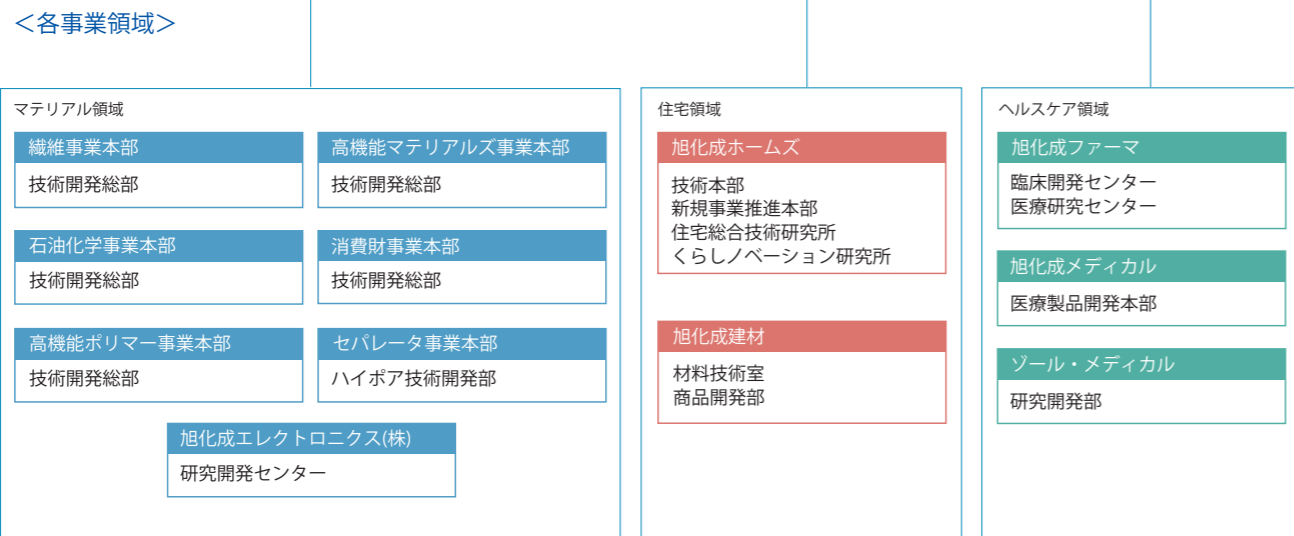 ＜各事業領域＞
マテリアル領域
繊維事業本部
技術開発総部
高機能マテリアルズ事業本部
技術開発総部
石油化学事業本部
技術開発総部
消費財事業本部
技術開発総部
高機能ポリマー事業本部
技術開発総部
セパレータ事業本部
ハイポア技術開発部
旭化成エレクトロニクス(株)
研究開発センター
住宅領域
旭化成ホームズ
技術本部
新規事業推進本部
住宅総合技術研究所
くらしノベーション研究所
旭化成建材
材料技術室
商品開発部
ヘルスケア領域
旭化成ファーマ
臨床開発センター
医療研究センター
旭化成メディカル
医療製品開発本部
ゾール・メディカル
研究開発部